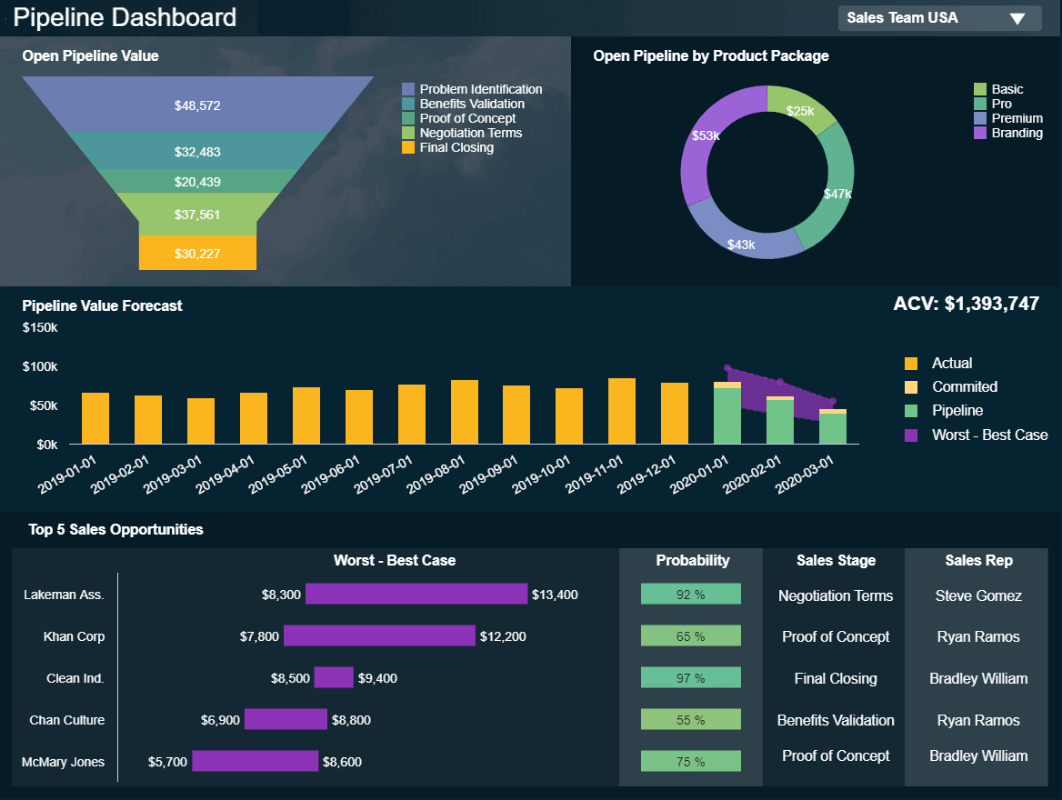 Pipeline Dashboard
Sales Team USA
Open Pipeline Value
$48,572
$32,483
$20,439
$37,561
$30,227
Problem Identification
Benefits Validation
Proof of Concept
Negotiation Terms
Final Closing
Open Pipeline by Product Package
$25k
$53k
$47k
$43k
Basic
Pro
Premium
Branding
Pipeline Value Forecast
ACV: $1,393,747
$150k
$100k
$50k
$0k
2019-01-01
2019-02-01
2019-03-01
2019-04-01
2019-05-01
2019-06-01
2019-07-01
2019-08-01
2019-09-01
2019-10-01
2019-11-01
2019-12-01
2020-01-01
2020-02-01
2020-03-01
Actual
Commited
Pipeline
Worst - Best Case
Top 5 Sales Opportunities
Worst - Best Case Probability Sales Stage Sales Rep
Lakeman Ass. $8,300 $13,400 92 % Negotiation Terms Steve Gomez
Khan Corp $7,800 $12,200 65 % Proof of Concept Ryan Ramos
Clean Ind. $8,500 $9,400 97 % Final Closing Bradley William
Chan Culture $6,900 $8,800 55 % Benefits Validation Ryan Ramos
McMary Jones $5,700 $8,600 75 % Proof of Concept Bradley William